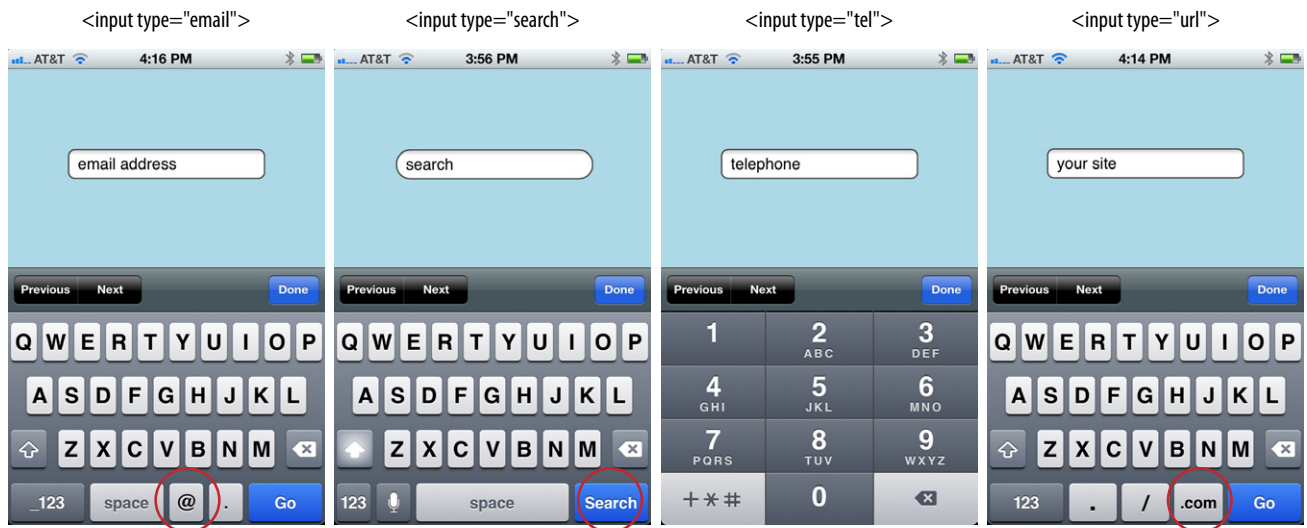 <input type="email">
AT&T 4:16 PM
email address
Previous Next Done
Q W E R T Y U I O P
A S D F G H J K L
Z X C V B N M
_123 space @ . Go
<input type="search">
AT&T 3:56 PM
search
Previous Next Done
Q W E R T Y U I O P
A S D F G H J K L
Z X C V B N M
123 space Search
<input type="tel">
AT&T 3:55 PM
telephone
Previous Next Done
1 2 3
ABC DEF
4 5 6
GHI JKL MNO
7 8 9
PQRS TUV WXYZ
+*# 0
<input type="url">
AT&T 4:14 PM
your site
Previous Next Done
Q W E R T Y U I O P
A S D F G H J K L
Z X C V B N M
123 . / .com Go